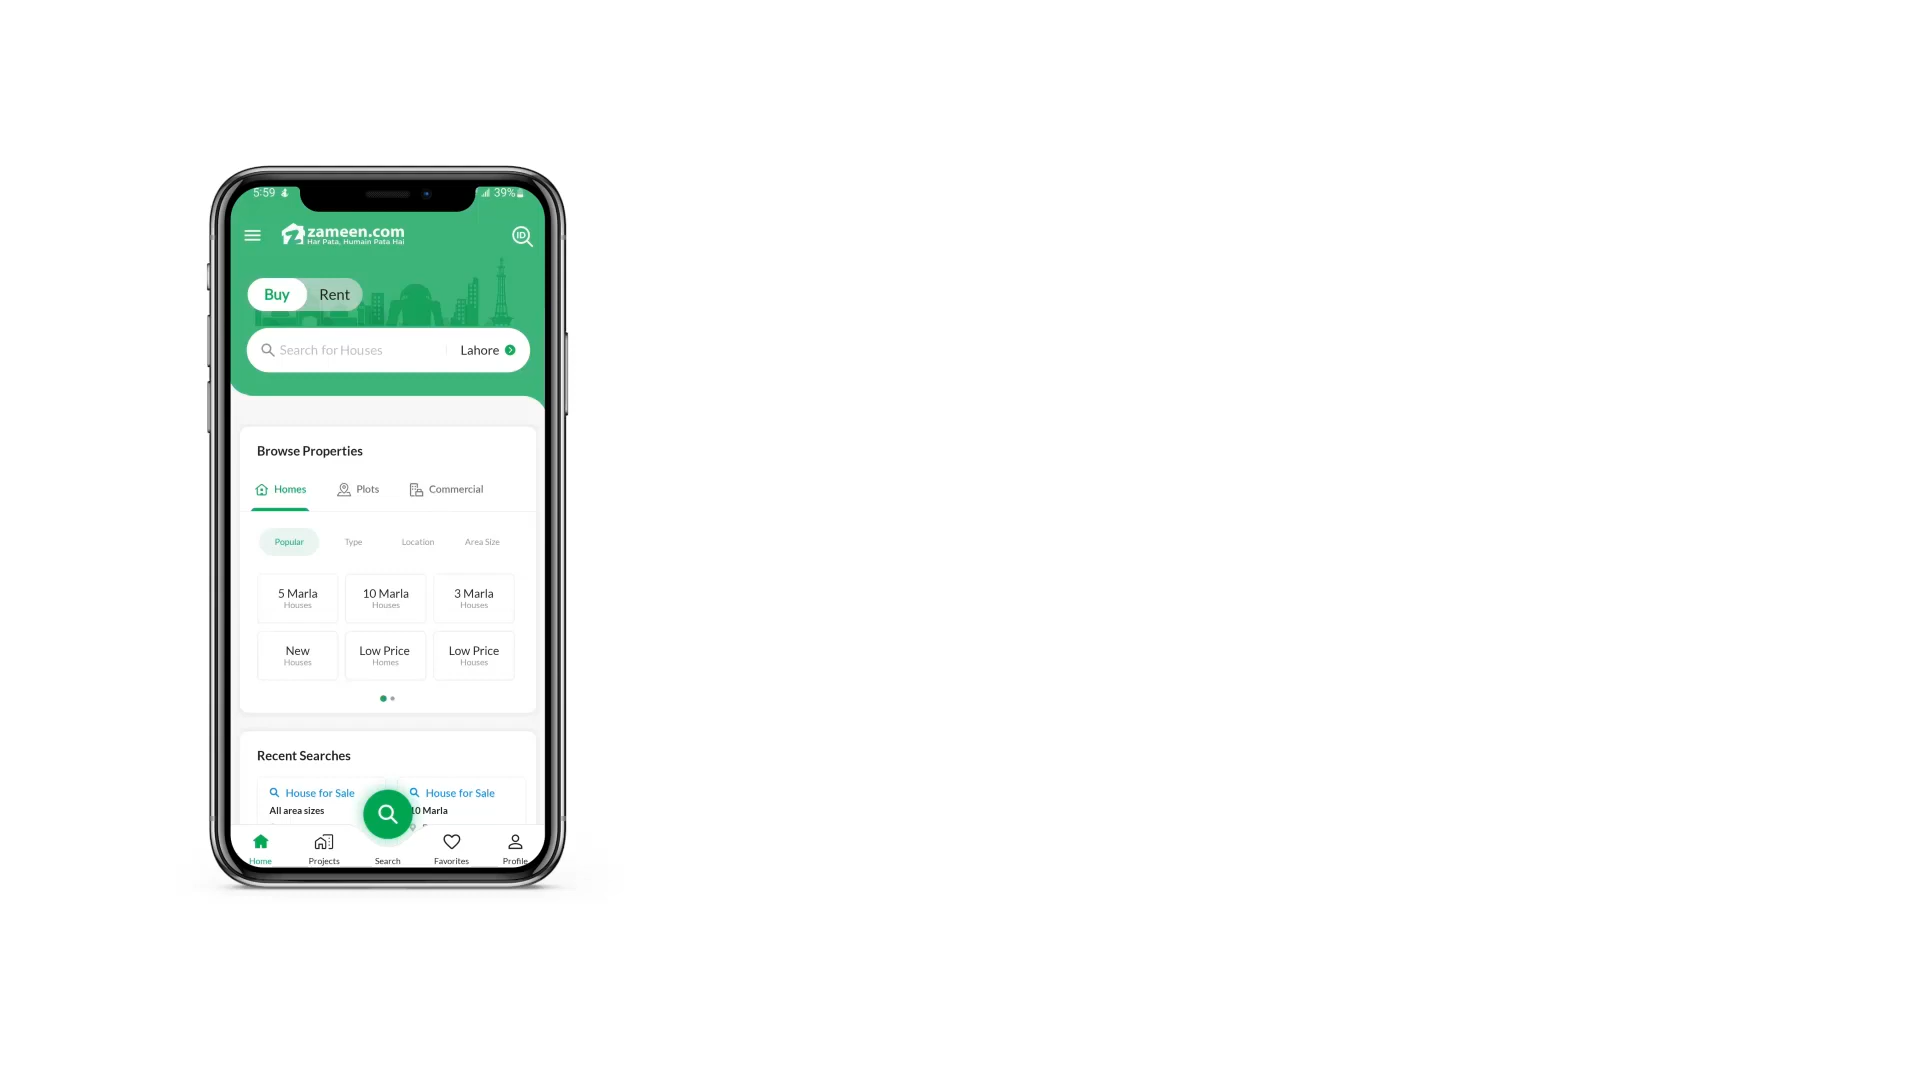 5:59 39%
zameen.com
Har Pata, Humain Pata Hai
ID
Buy Rent
Search for Houses Lahore
Browse Properties
Homes Plots Commercial
Popular Type Location Area Size
5 Marla 10 Marla 3 Marla
Houses Houses Houses
New Low Price Low Price
Houses Homes Houses
Recent Searches
House for Sale House for Sale
All area sizes 10 Marla
Home Projects Search Favorites Profile